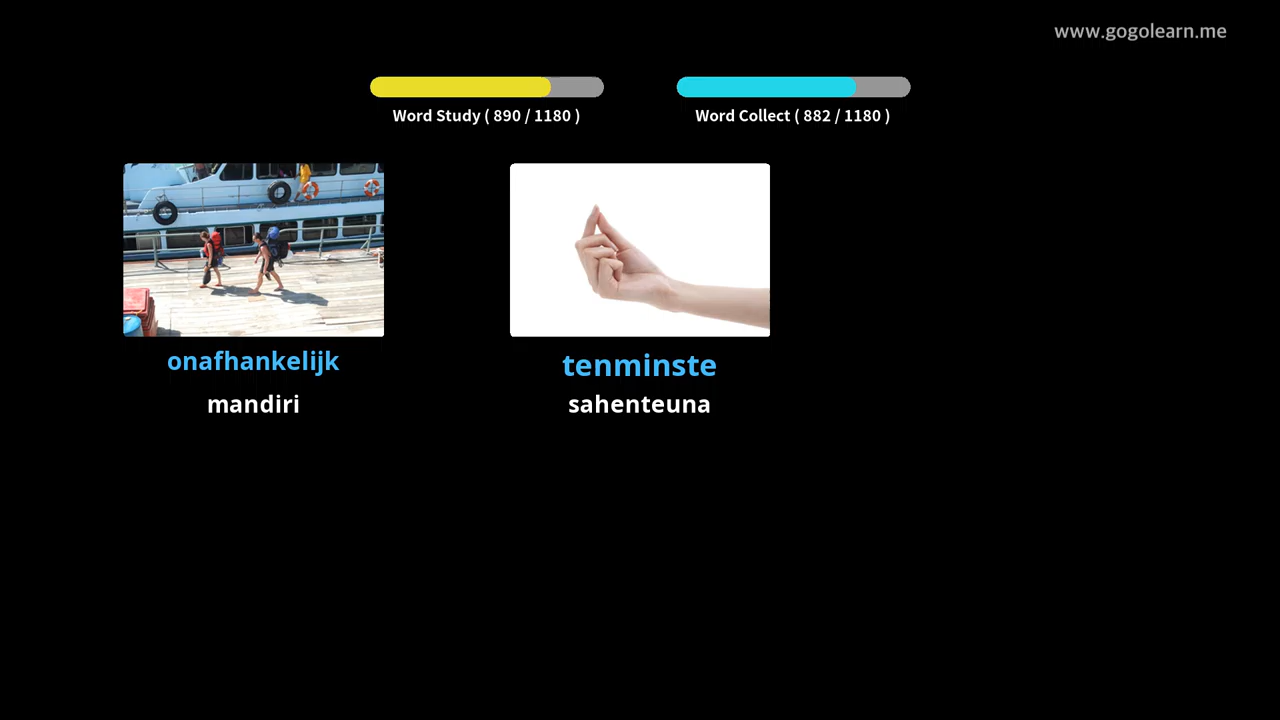 www.gogolearn.me
Word Study ( 890 / 1180 )
Word Collect ( 882 / 1180 )
onafhankelijk
mandiri
tenminste
sahenteuna